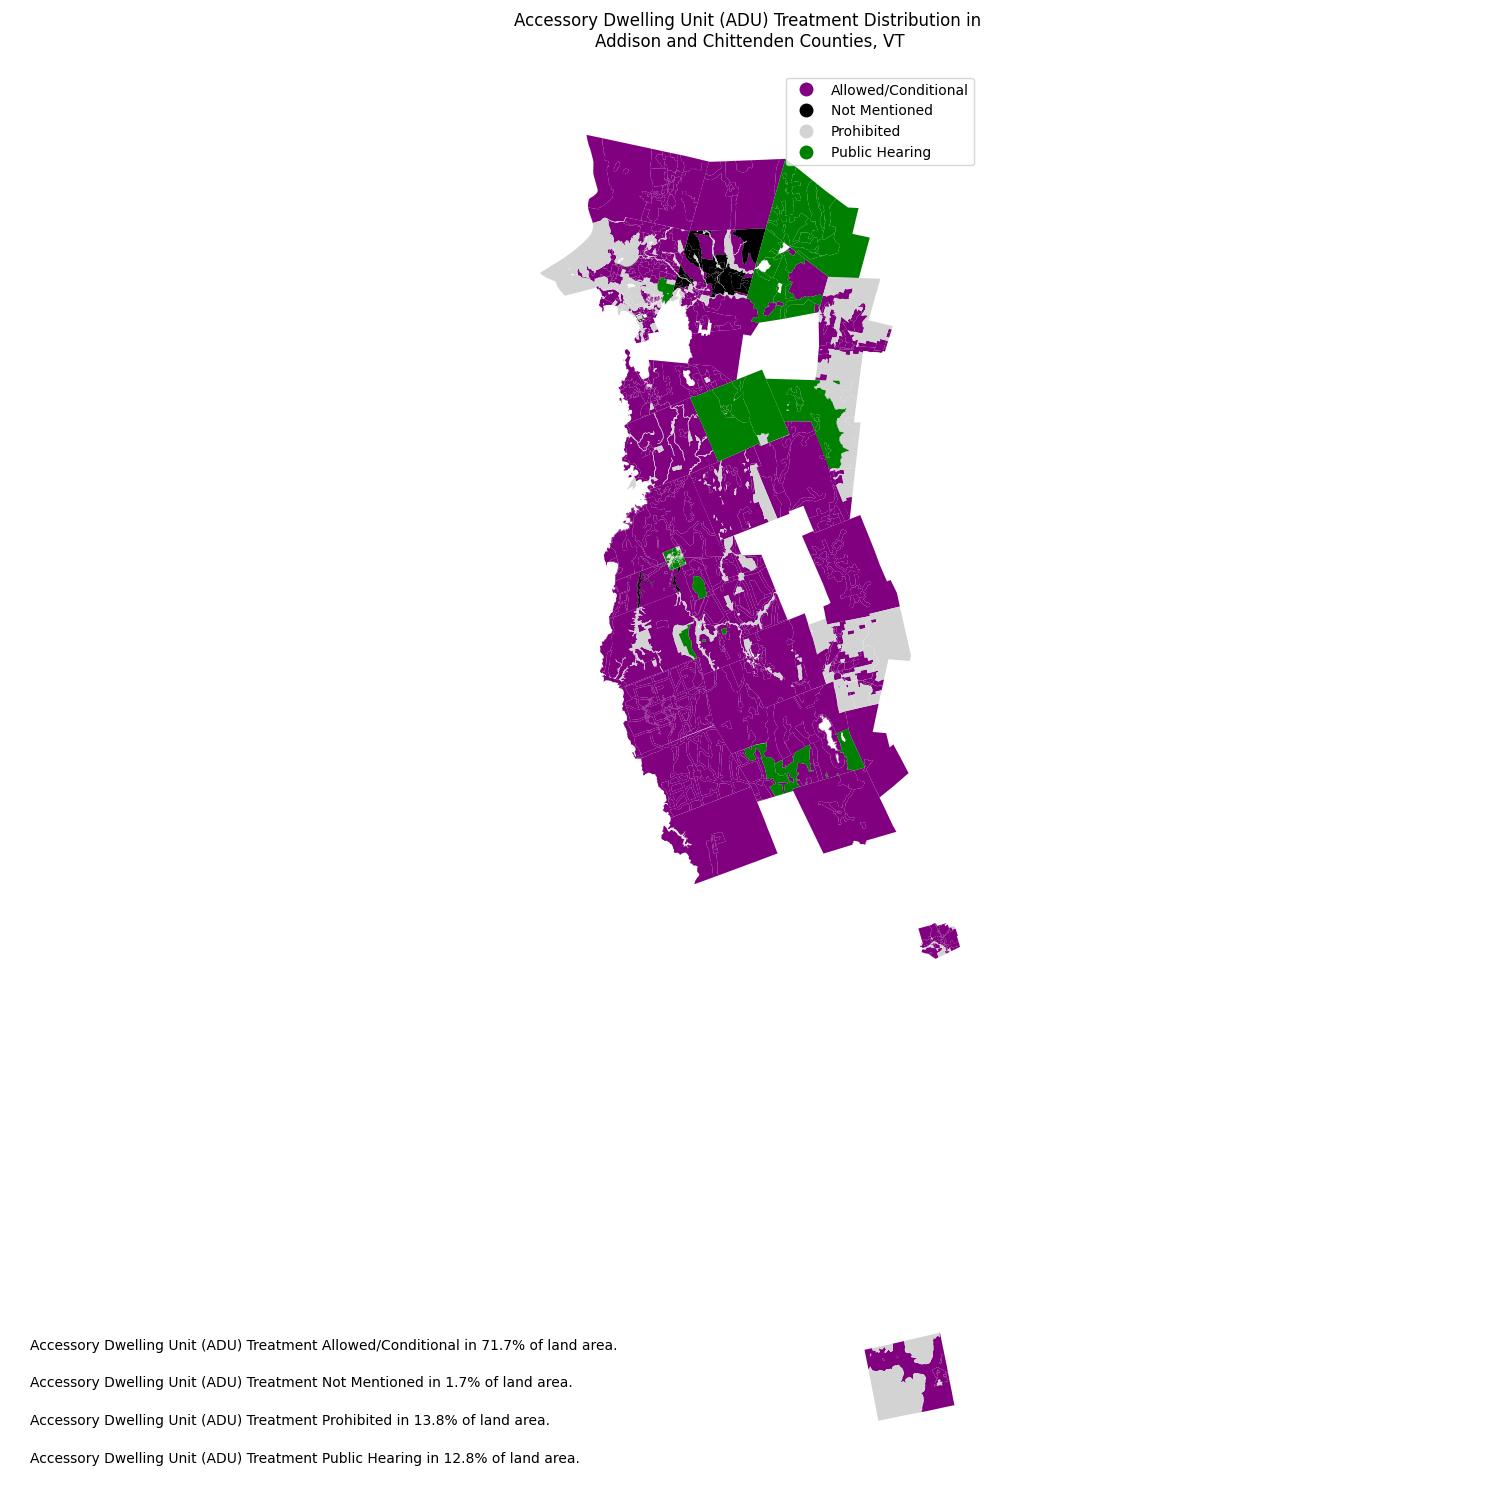 Accessory Dwelling Unit (ADU) Treatment Distribution in
Addison and Chittenden Counties, VT
Allowed/Conditional
Not Mentioned
Prohibited
Public Hearing
Accessory Dwelling Unit (ADU) Treatment Allowed/Conditional in 71.7% of land area.
Accessory Dwelling Unit (ADU) Treatment Not Mentioned in 1.7% of land area.
Accessory Dwelling Unit (ADU) Treatment Prohibited in 13.8% of land area.
Accessory Dwelling Unit (ADU) Treatment Public Hearing in 12.8% of land area.